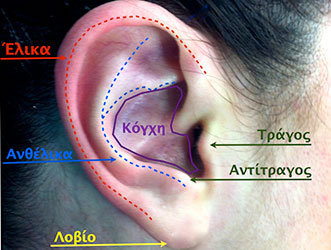 Έλικα
Κόγχη
Τράγος
Ανθέλικα
Αντίτραγος
Λοβίο